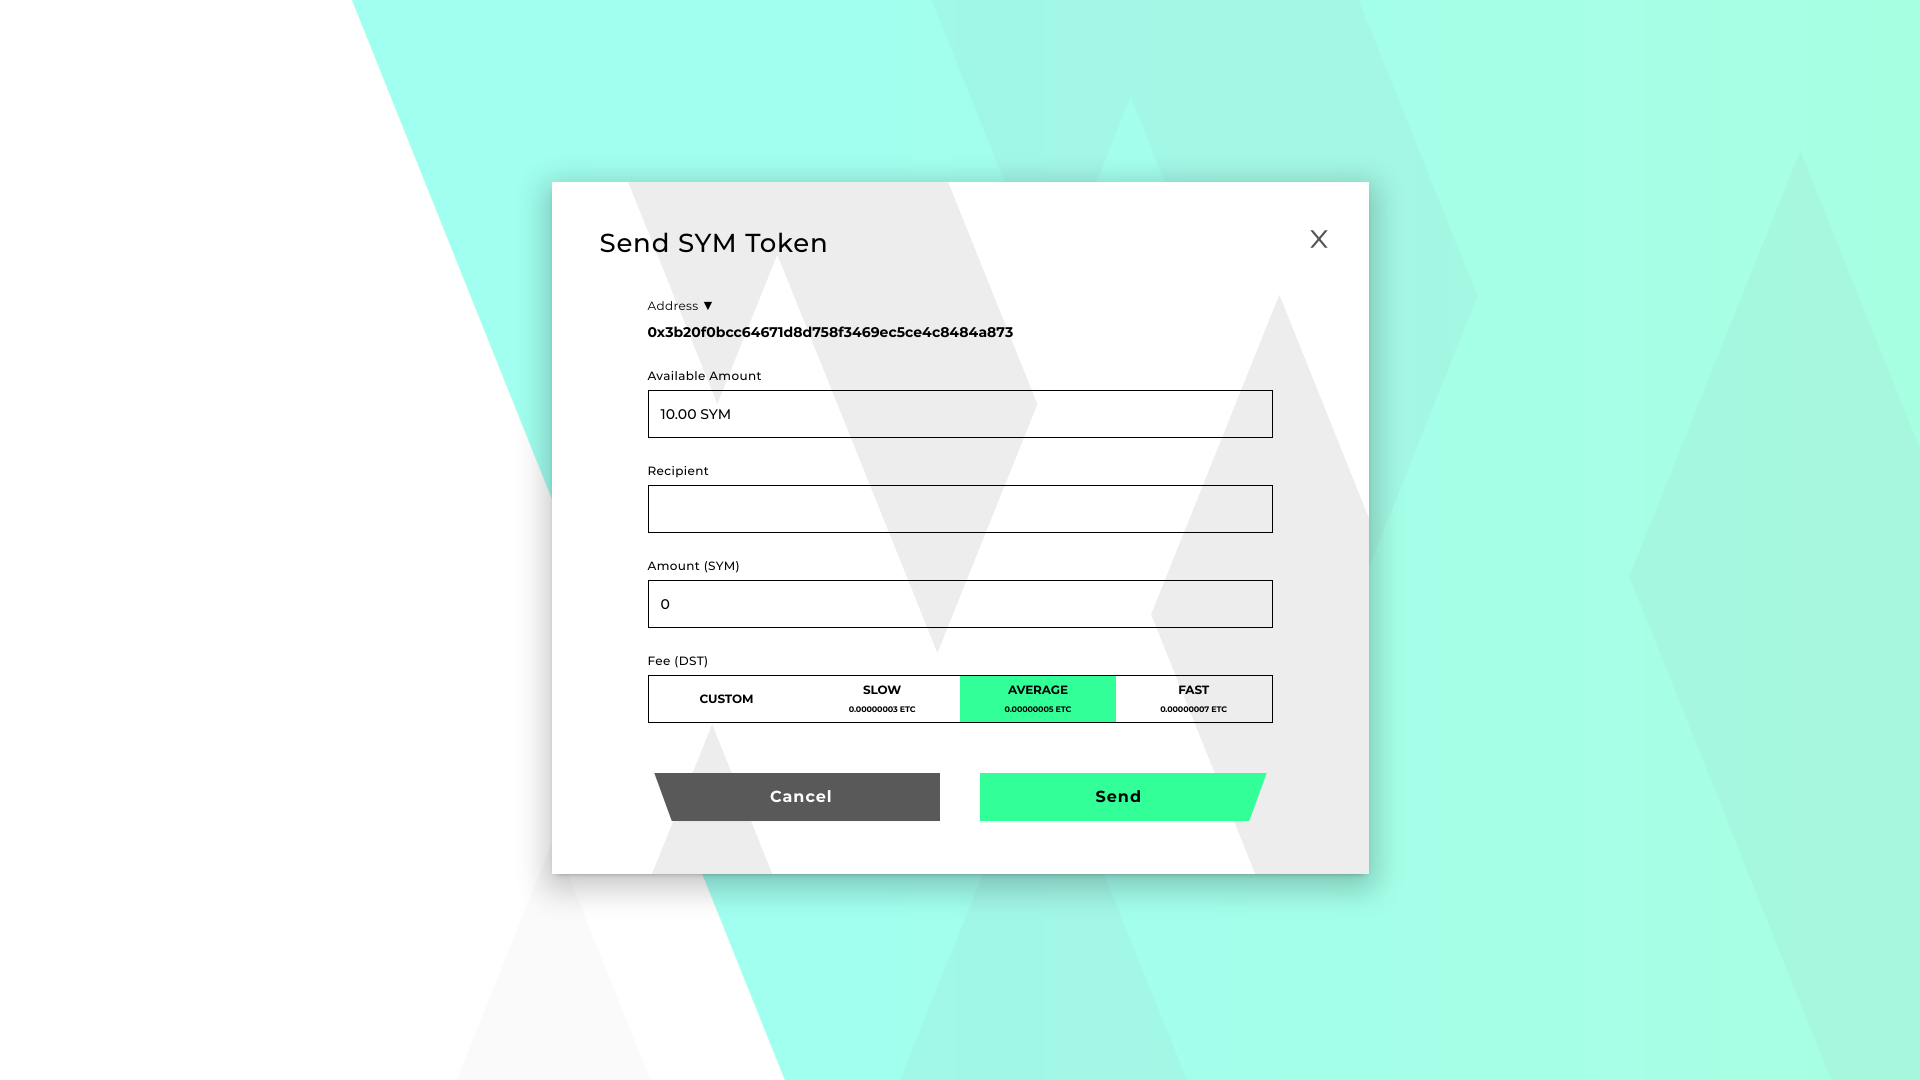 Send SYM Token
X
Address ▼
0x3b20f0bcc64671d8d758f3469ec5ce4c8484a873
Available Amount
10.00 SYM
Recipient
Amount (SYM)
0
Fee (DST)
CUSTOM
SLOW
0.00000003 ETC
AVERAGE
0.00000005 ETC
FAST
0.00000007 ETC
Cancel
Send